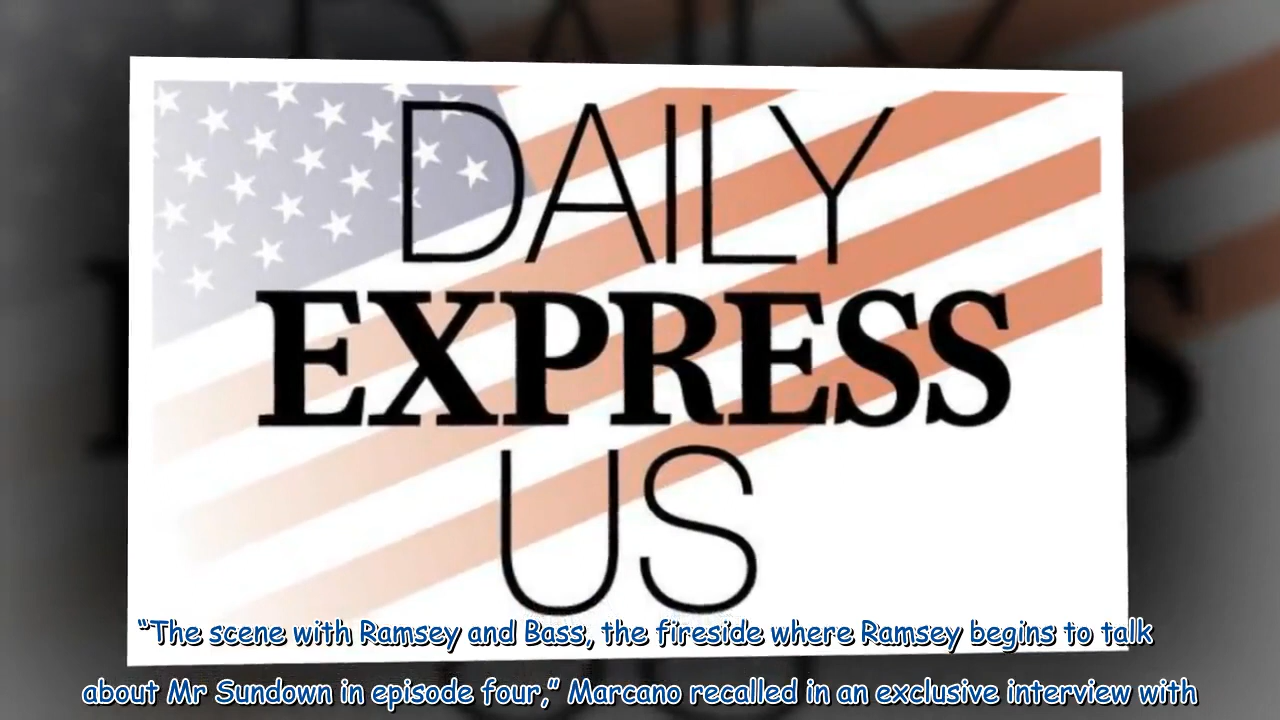 DAILY
EXPRESS
US
“The scene with Ramsey and Bass, the fireside where Ramsey begins to talk
about Mr Sundown in episode four,” Marcano recalled in an exclusive interview with